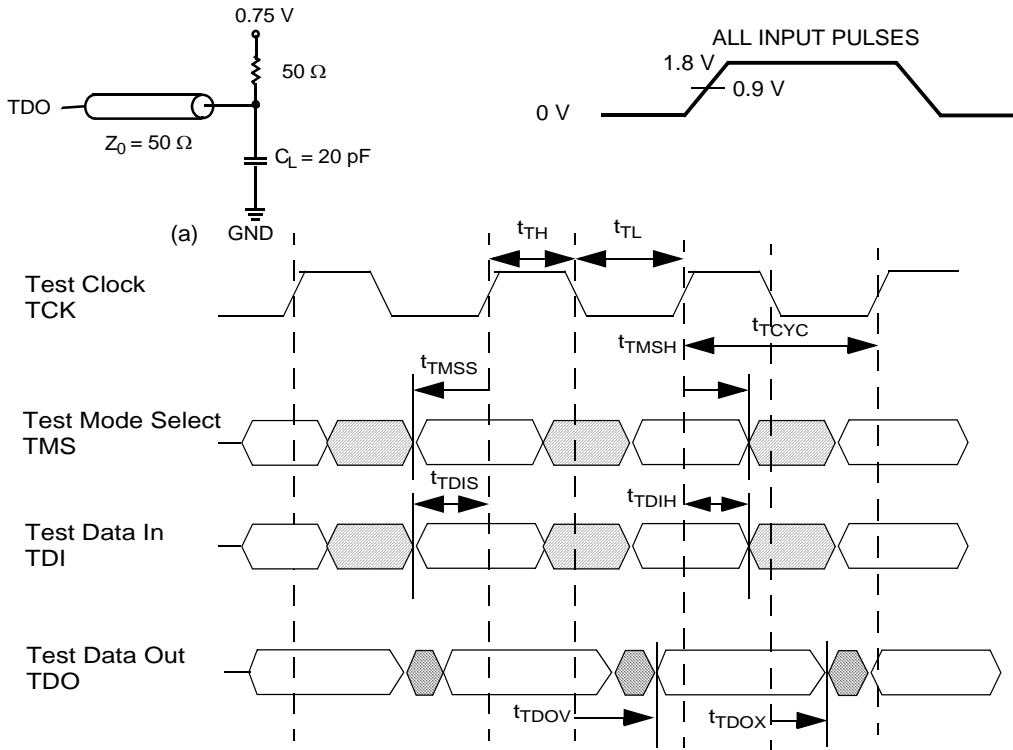 0.75 V
50 Ω
TDO
Z0 = 50 Ω
CL = 20 pF
(a)
GND
ALL INPUT PULSES
1.8 V
0.9 V
0 V
tTH
tTL
Test Clock
TCK
tTMSH
tTCYC
tTMSS
Test Mode Select
TMS
tTDIS
tTDIH
Test Data In
TDI
Test Data Out
TDO
tTDOV
tTDOX